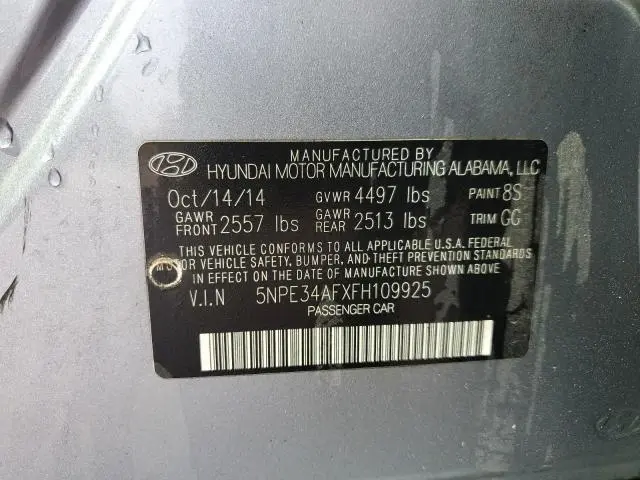 MANUFACTURED BY
HYUNDAI MOTOR MANUFACTURING ALABAMA, LLC
Oct/14/14 GVWR 4497 lbs PAINT 8S
GAWR FRONT 2557 lbs GAWR REAR 2513 lbs TRIM GG
THIS VEHICLE CONFORMS TO ALL APPLICABLE U.S.A. FEDERAL
MOTOR VEHICLE SAFETY, BUMPER, AND THEFT PREVENTION STANDARDS
IN EFFECT ON THE DATE OF MANUFACTURE SHOWN ABOVE.
V.I.N 5NPE34AFXFH109925
PASSENGER CAR